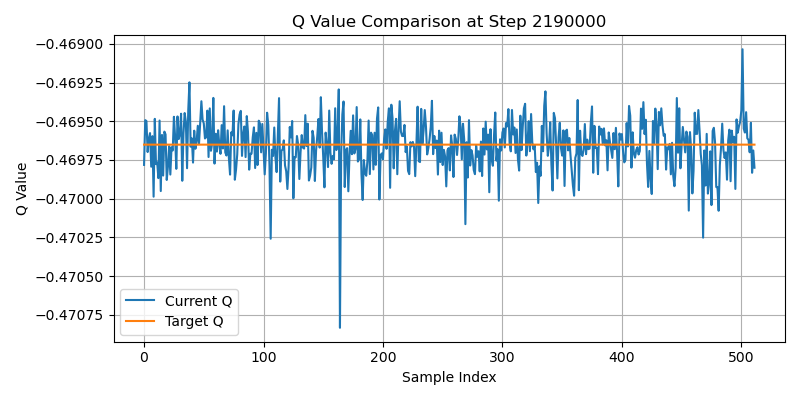 Q Value Comparison at Step 2190000
Q Value
−0.46900
−0.46925
−0.46950
−0.46975
−0.47000
−0.47025
−0.47050
−0.47075
Current Q
Target Q
0 100 200 300 400 500
Sample Index